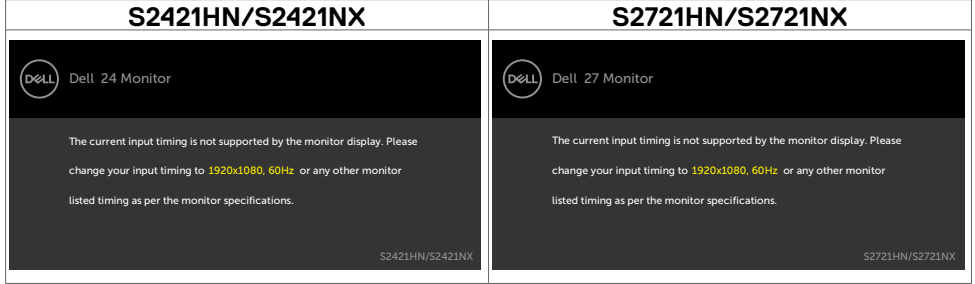 S2421HN/S2421NX
S2721HN/S2721NX
DELL Dell 24 Monitor
The current input timing is not supported by the monitor display. Please
change your input timing to 1920x1080, 60Hz or any other monitor
listed timing as per the monitor specifications.
S2421HN/S2421NX
DELL Dell 27 Monitor
The current input timing is not supported by the monitor display. Please
change your input timing to 1920x1080, 60Hz or any other monitor
listed timing as per the monitor specifications.
S2721HN/S2721NX